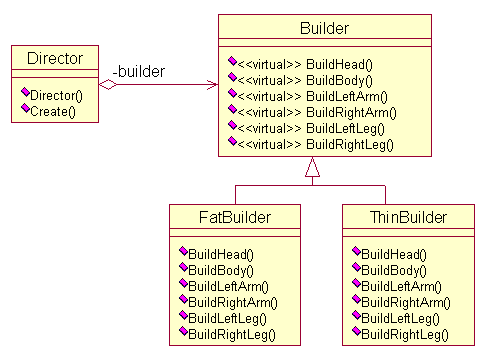 Builder
<<virtual>> BuildHead()
<<virtual>> BuildBody()
<<virtual>> BuildLeftArm()
<<virtual>> BuildRightArm()
<<virtual>> BuildLeftLeg()
<<virtual>> BuildRightLeg()
Director
Director()
Create()
-builder
FatBuilder
BuildHead()
BuildBody()
BuildLeftArm()
BuildRightArm()
BuildLeftLeg()
BuildRightLeg()
ThinBuilder
BuildHead()
BuildBody()
BuildLeftArm()
BuildRightArm()
BuildLeftLeg()
BuildRightLeg()